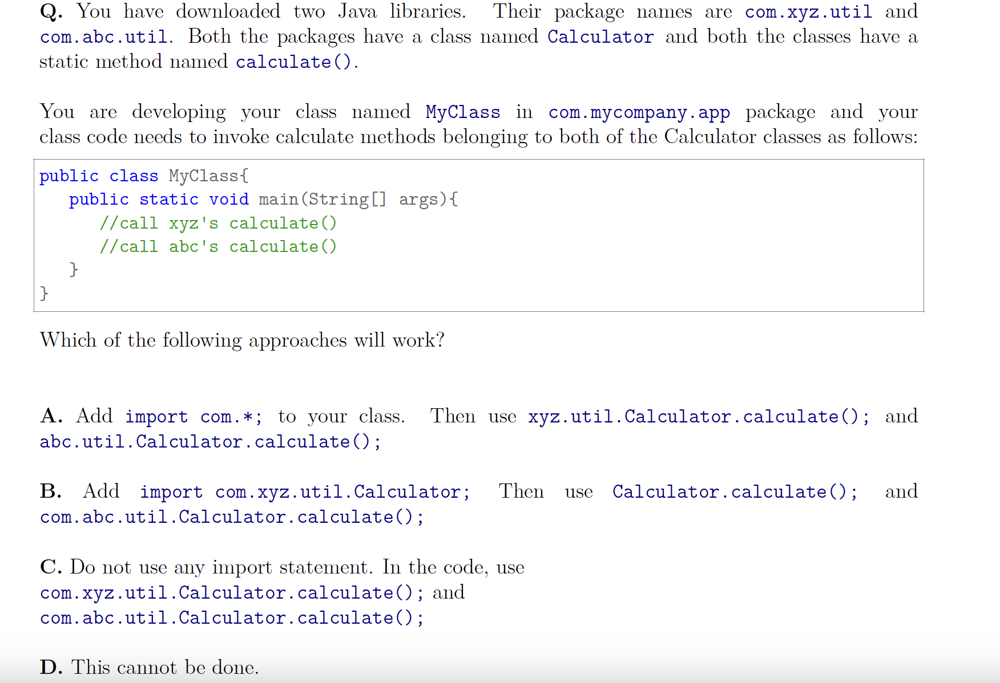 Q. You have downloaded two Java libraries. Their package names are com.xyz.util and
com.abc.util. Both the packages have a class named Calculator and both the classes have a
static method named calculate().
You are developing your class named MyClass in com.mycompany.app package and your
class code needs to invoke calculate methods belonging to both of the Calculator classes as follows:
public class MyClass{
public static void main(String[] args){
//call xyz's calculate()
//call abc's calculate()
}
}
Which of the following approaches will work?
A. Add import com.*; to your class. Then use xyz.util.Calculator.calculate(); and
abc.util.Calculator.calculate();
B. Add import com.xyz.util.Calculator; Then use Calculator.calculate(); and
com.abc.util.Calculator.calculate();
C. Do not use any import statement. In the code, use
com.xyz.util.Calculator.calculate(); and
com.abc.util.Calculator.calculate();
D. This cannot be done.